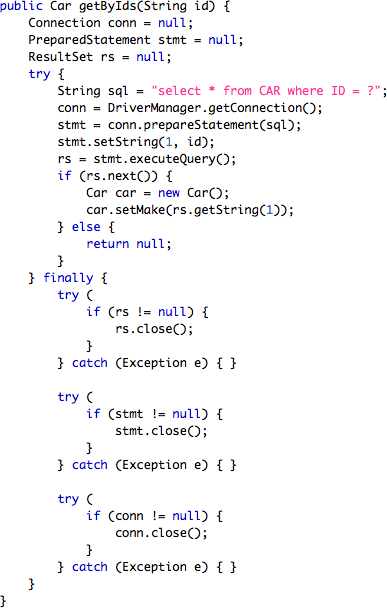 public Car getByIds(String id) {
    Connection conn = null;
    PreparedStatement stmt = null;
    ResultSet rs = null;
    try {
        String sql = "select * from CAR where ID = ?";
        conn = DriverManager.getConnection();
        stmt = conn.prepareStatement(sql);
        stmt.setString(1, id);
        rs = stmt.executeQuery();
        if (rs.next()) {
            Car car = new Car();
            car.setMake(rs.getString(1));
        } else {
            return null;
        }
    } finally {
        try (
            if (rs != null) {
                rs.close();
            }
        } catch (Exception e) { }

        try (
            if (stmt != null) {
                stmt.close();
            }
        } catch (Exception e) { }

        try (
            if (conn != null) {
                conn.close();
            }
        } catch (Exception e) { }
    }
}